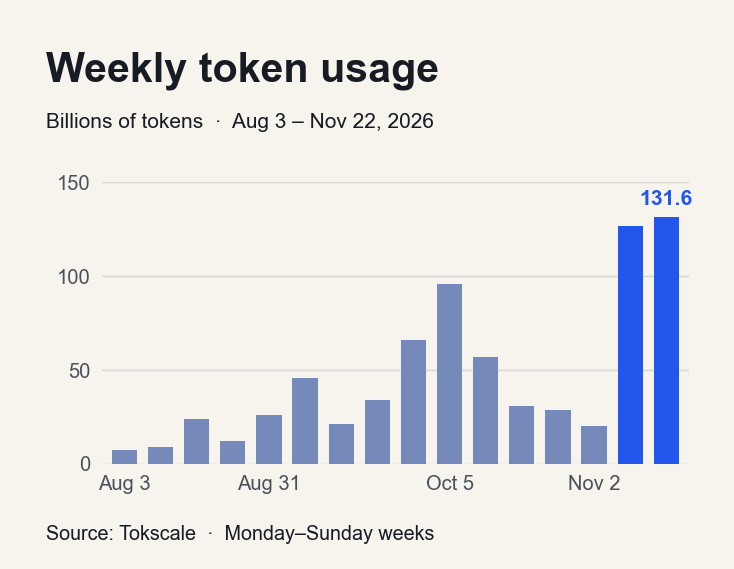 Weekly token usage
Billions of tokens · Aug 3 – Nov 22, 2026
150
131.6
100
50
0
Aug 3 Aug 31 Oct 5 Nov 2
Source: Tokscale · Monday–Sunday weeks